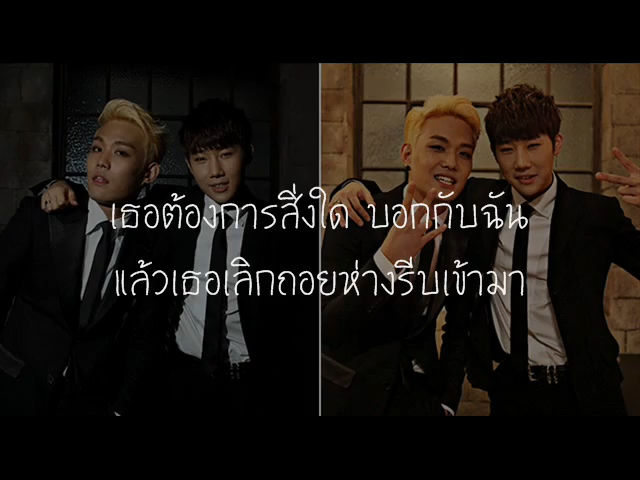 เธอต้องการสิ่งใด บอกกับฉัน
แล้วเธอเลิกถอยห่างรีบเข้ามา